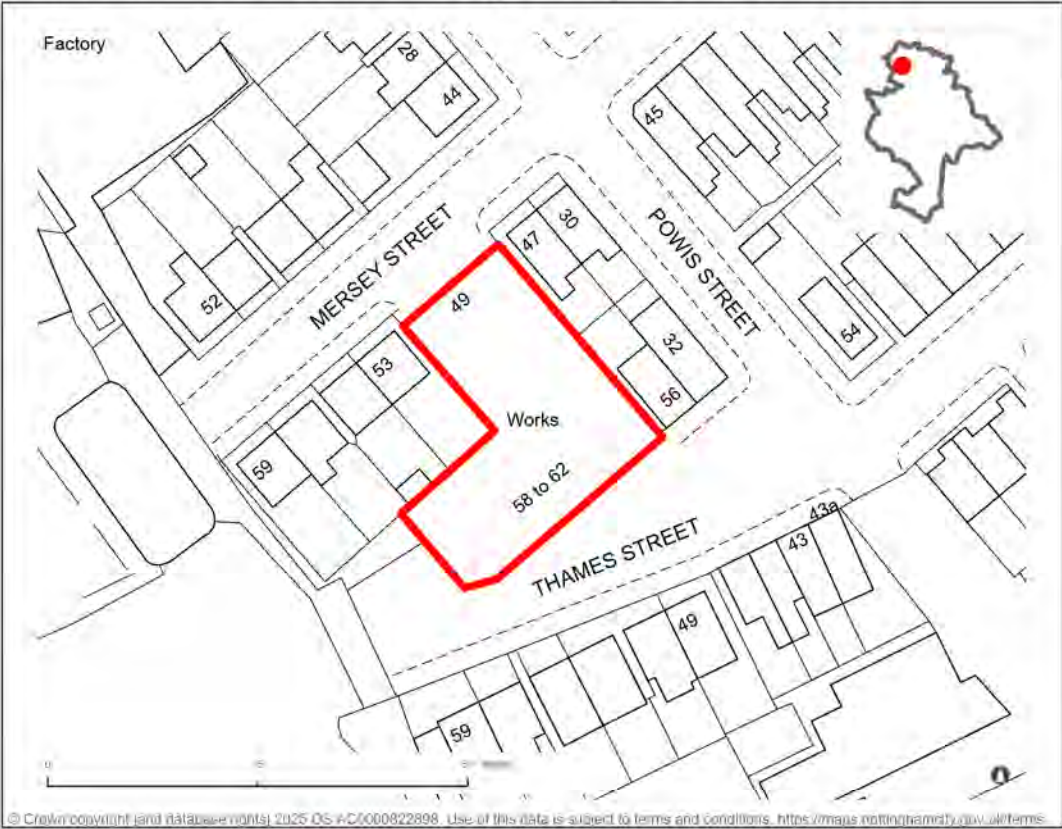 Factory
28
44
45
MERSEY STREET
POWIS STREET
47
30
52
49
53
32
54
59
Works
56
58 to 62
THAMES STREET
43a
43
49
59
0
© Crown copyright and database rights 2025 OS AC0000822898. Use of this data is subject to terms and conditions.